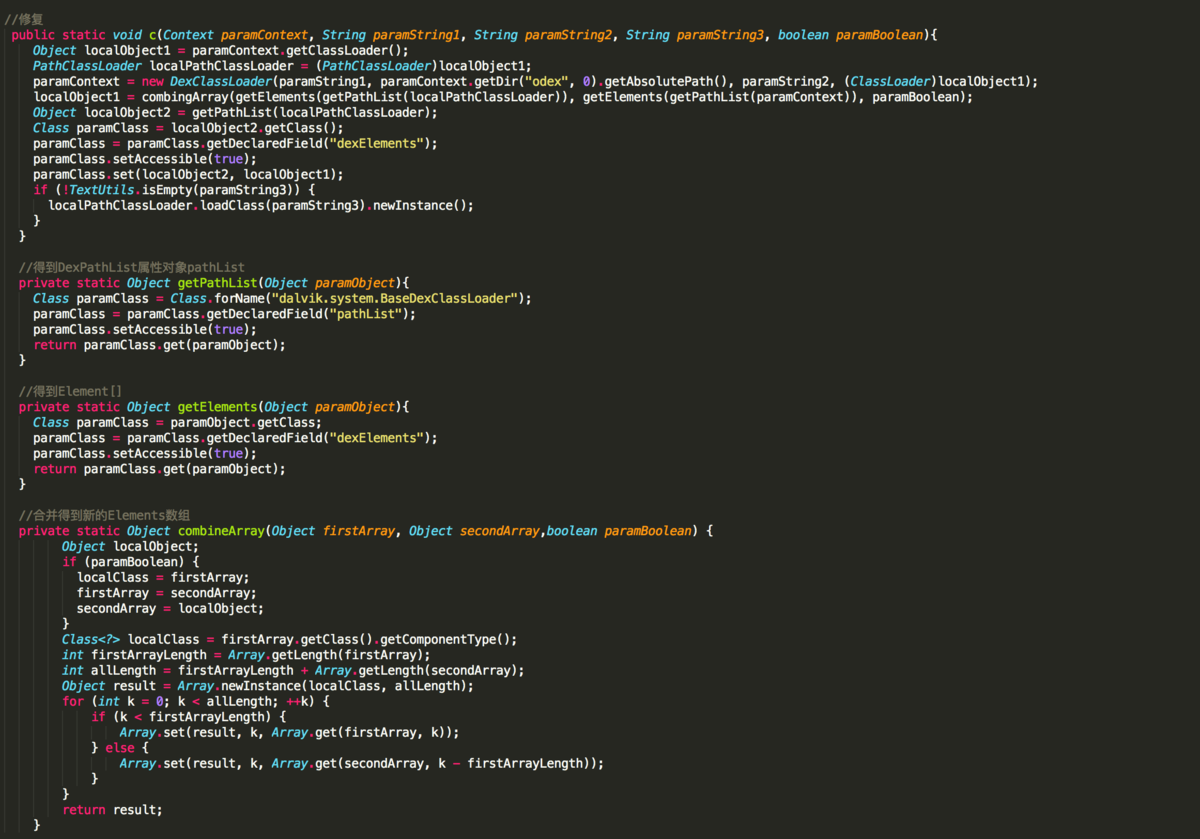 //修复
public static void c(Context paramContext, String paramString1, String paramString2, String paramString3, boolean paramBoolean){
Object localObject1 = paramContext.getClassLoader();
PathClassLoader localPathClassLoader = (PathClassLoader)localObject1;
paramContext = new DexClassLoader(paramString1, paramContext.getDir("odex", 0).getAbsolutePath(), paramString2, (ClassLoader)localObject1);
localObject1 = combingArray(getElements(getPathList(localPathClassLoader)), getElements(getPathList(paramContext)), paramBoolean);
Object localObject2 = getPathList(localPathClassLoader);
Class paramClass = localObject2.getClass();
paramClass = paramClass.getDeclaredField("dexElements");
paramClass.setAccessible(true);
paramClass.set(localObject2, localObject1);
if (!TextUtils.isEmpty(paramString3)) {
localPathClassLoader.loadClass(paramString3).newInstance();
}
}
//得到DexPathList属性对象pathList
private static Object getPathList(Object paramObject){
Class paramClass = Class.forName("dalvik.system.BaseDexClassLoader");
paramClass = paramClass.getDeclaredField("pathList");
paramClass.setAccessible(true);
return paramClass.get(paramObject);
}
//得到Element[]
private static Object getElements(Object paramObject){
Class paramClass = paramObject.getClass;
paramClass = paramClass.getDeclaredField("dexElements");
paramClass.setAccessible(true);
return paramClass.get(paramObject);
}
//合并得到新的Elements数组
private static Object combineArray(Object firstArray, Object secondArray,boolean paramBoolean) {
Object localObject;
if (paramBoolean) {
localClass = firstArray;
firstArray = secondArray;
secondArray = localObject;
}
Class<?> localClass = firstArray.getClass().getComponentType();
int firstArrayLength = Array.getLength(firstArray);
int allLength = firstArrayLength + Array.getLength(secondArray);
Object result = Array.newInstance(localClass, allLength);
for (int k = 0; k < allLength; ++k) {
if (k < firstArrayLength) {
Array.set(result, k, Array.get(firstArray, k));
} else {
Array.set(result, k, Array.get(secondArray, k - firstArrayLength));
}
}
return result;
}